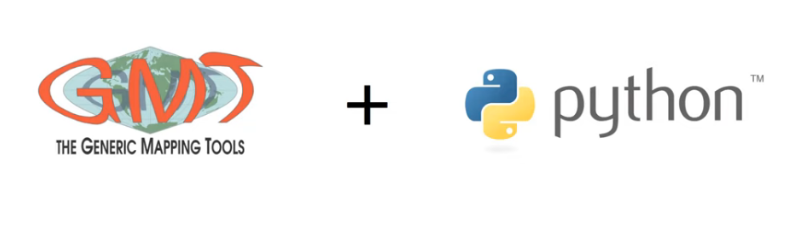 GMT
THE GENERIC MAPPING TOOLS
+
python™